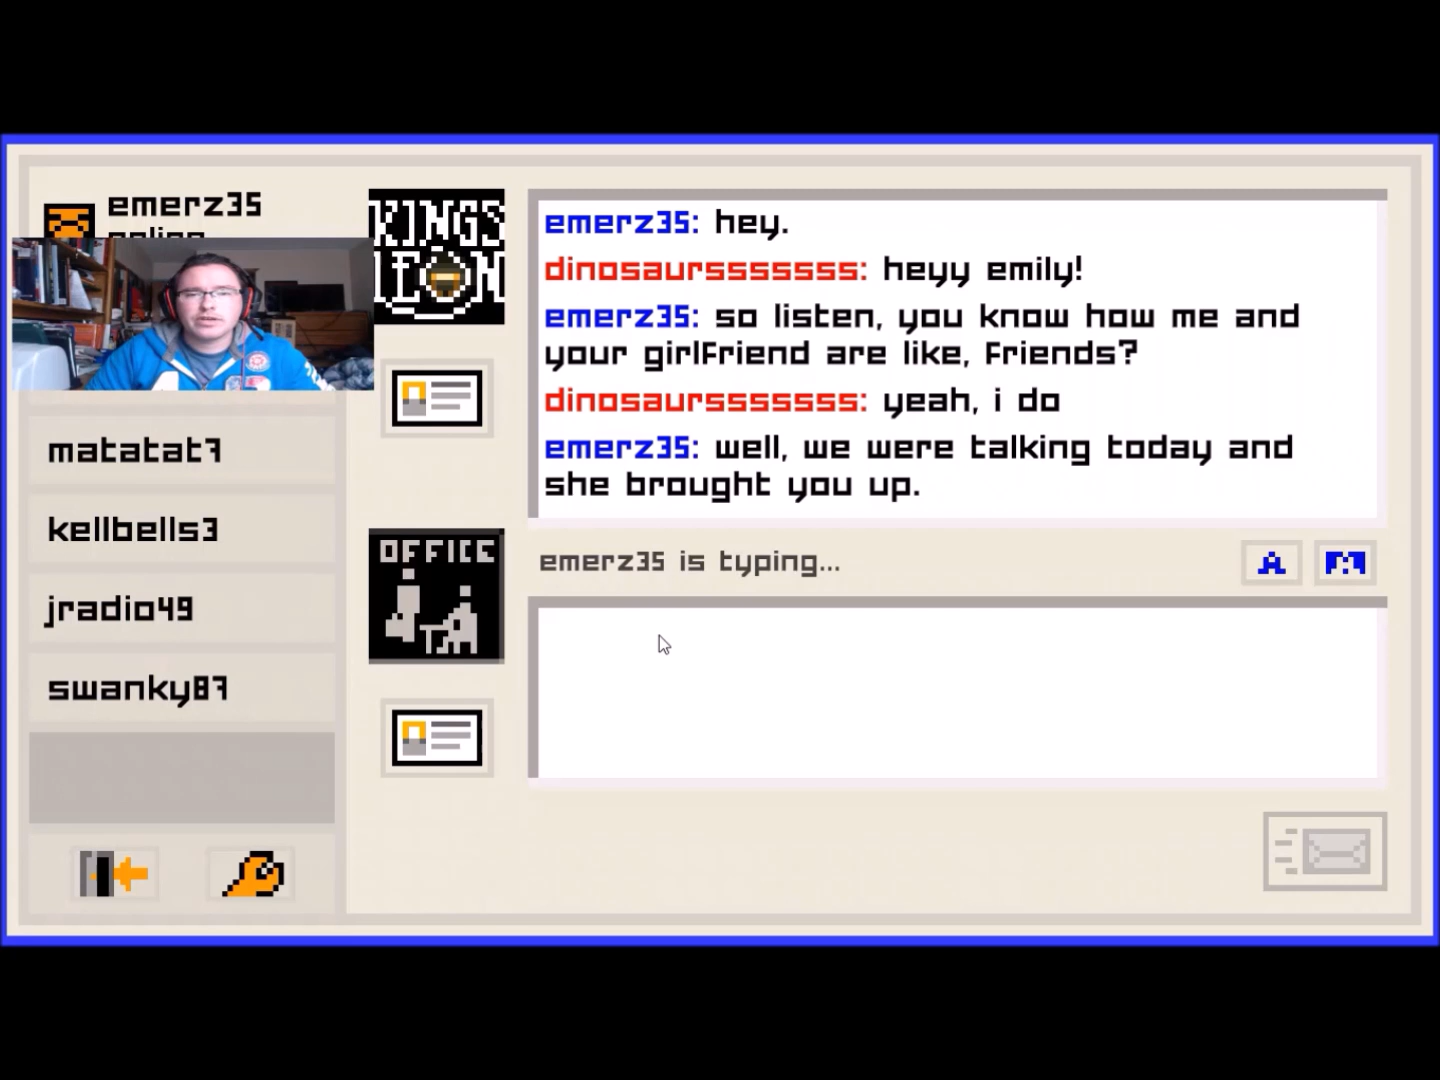 emerz35
online
KINGS
LEON
matatat7
kellbells3
jradio49
swanky87
OFFICE
emerz35: hey.
dinosaursssssss: heyy emily!
emerz35: so listen, you know how me and
your girlfriend are like, friends?
dinosaursssssss: yeah, i do
emerz35: well, we were talking today and
she brought you up.
emerz35 is typing...
A